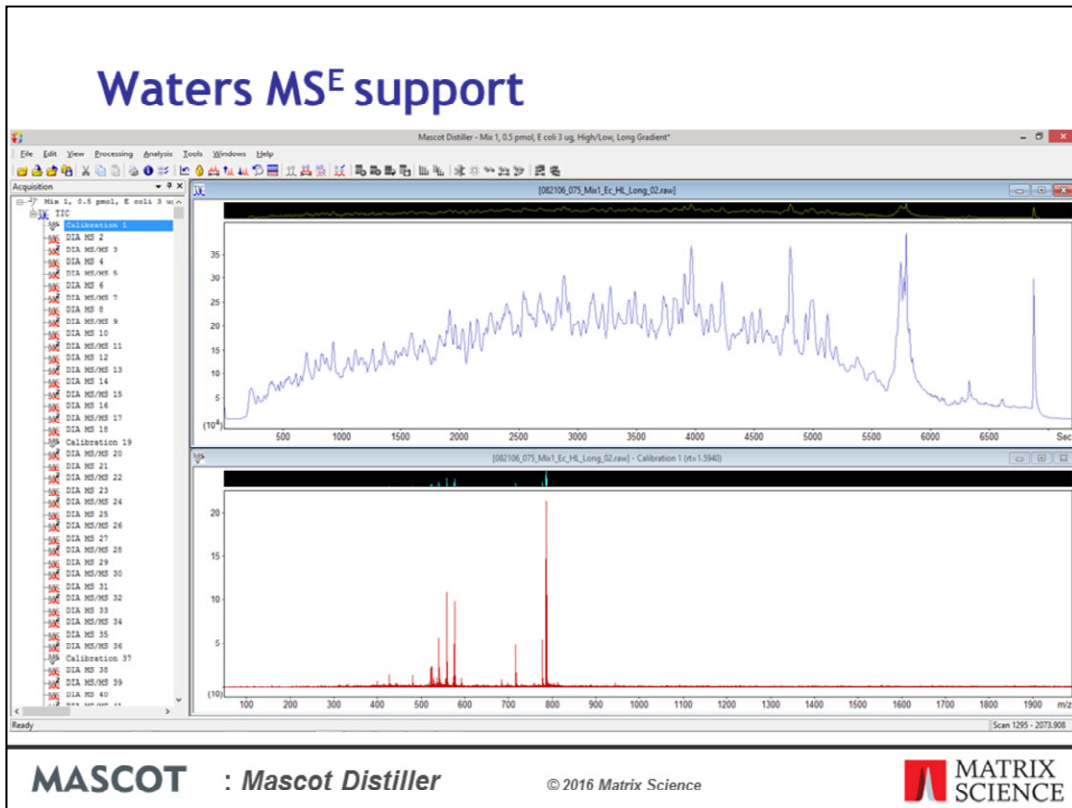 Waters MSE support
Mascot Distiller - Mix 1, 0.5 pmol, E coli 3 ug, High/Low, Long Gradient*
File Edit View Processing Analysis Tools Windows Help
Acquisition
Mix 1, 0.5 pmol, E coli 3 ug
TIC
Calibration 1
DIA MS 2
DIA MS/MS 3
DIA MS 4
DIA MS/MS 5
DIA MS 6
DIA MS/MS 7
DIA MS 8
DIA MS/MS 9
DIA MS 10
DIA MS/MS 11
DIA MS 12
DIA MS/MS 13
DIA MS 14
DIA MS/MS 15
DIA MS 16
DIA MS/MS 17
DIA MS 18
Calibration 19
DIA MS/MS 20
DIA MS 21
DIA MS/MS 22
DIA MS 23
DIA MS/MS 24
DIA MS 25
DIA MS/MS 26
DIA MS 27
DIA MS/MS 28
DIA MS 29
DIA MS/MS 30
DIA MS 31
DIA MS/MS 32
DIA MS 33
DIA MS/MS 34
DIA MS 35
DIA MS/MS 36
Calibration 37
DIA MS 38
DIA MS/MS 39
DIA MS 40
[082106_075_Mix1_Ec_HL_Long_02.raw]
35
30
25
20
15
10
5
(10⁴)
500 1000 1500 2000 2500 3000 3500 4000 4500 5000 5500 6000 6500 Sec
[082106_075_Mix1_Ec_HL_Long_02.raw] - Calibration 1 (rt=1.5940)
20
15
10
5
(10)
100 200 300 400 500 600 700 800 900 1000 1100 1200 1300 1400 1500 1600 1700 1800 1900 m/z
Ready
Scan 1295 - 2073.908
MASCOT : Mascot Distiller © 2016 Matrix Science
MATRIX
SCIENCE